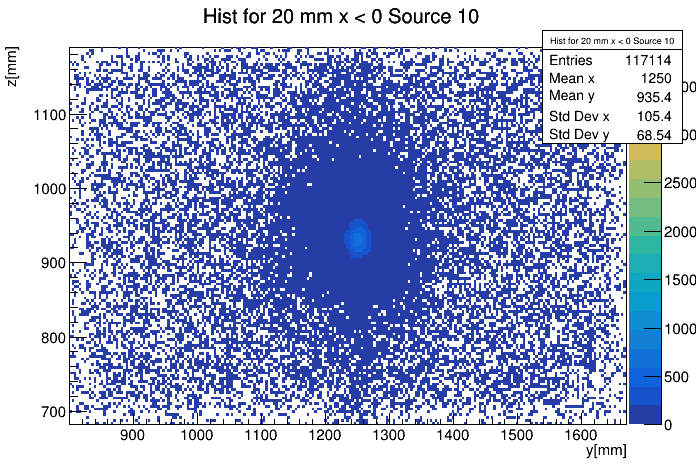 Hist for 20 mm x < 0 Source 10
Hist for 20 mm x < 0 Source 10
Entries 117114
Mean x 1250
Mean y 935.4
Std Dev x 105.4
Std Dev y 68.54
z[mm]
1100
1000
900
800
700
900 1000 1100 1200 1300 1400 1500 1600
y[mm]
2500
2000
1500
1000
500
0